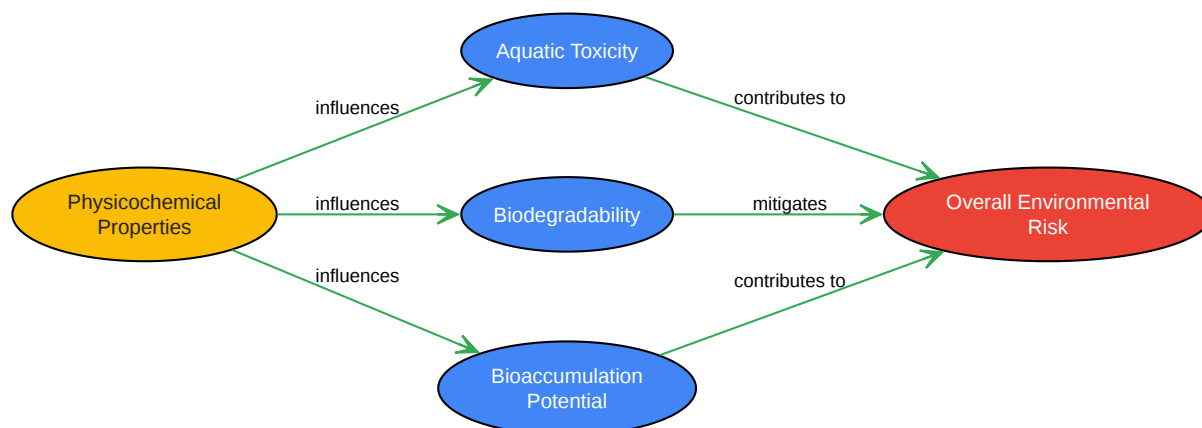 Aquatic Toxicity
influences
contributes to
Physicochemical
Properties
influences
Biodegradability
mitigates
Overall Environmental
Risk
influences
contributes to
Bioaccumulation
Potential